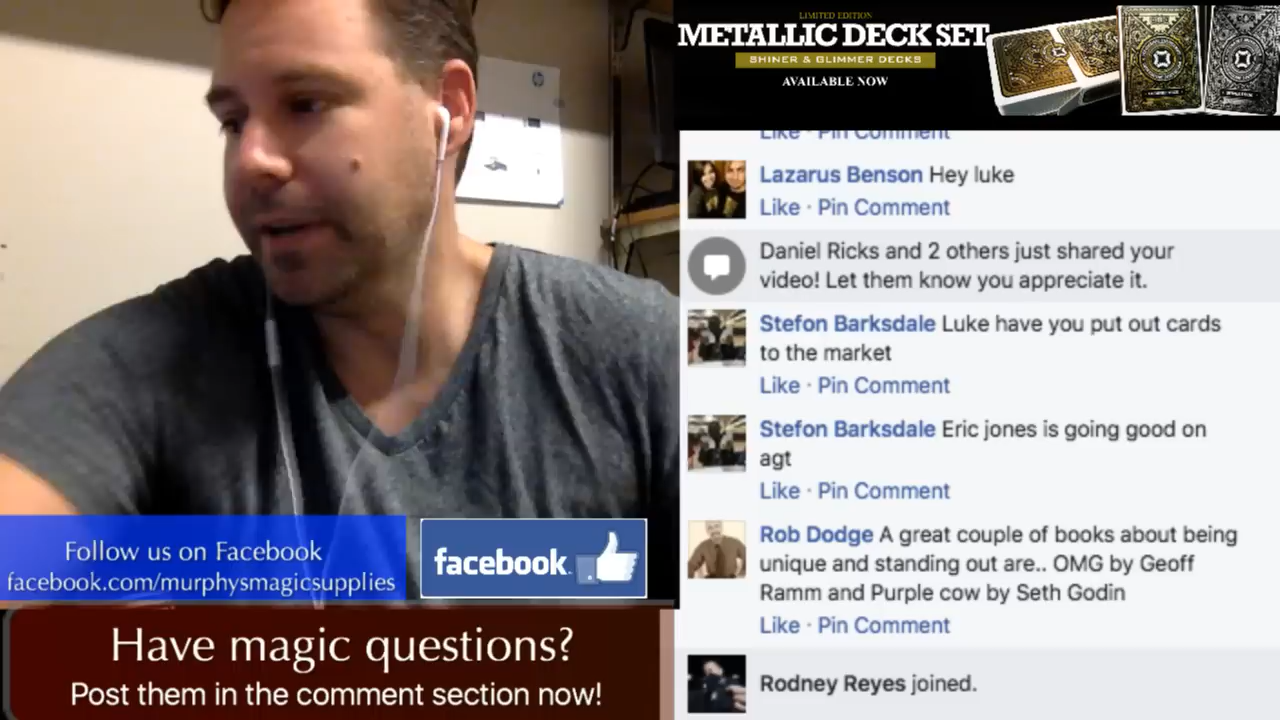 LIMITED EDITION
METALLIC DECK SET
SHINER & GLIMMER DECKS
AVAILABLE NOW
Like · Pin Comment
Lazarus Benson Hey luke
Like · Pin Comment
Daniel Ricks and 2 others just shared your
video! Let them know you appreciate it.
Stefon Barksdale Luke have you put out cards
to the market
Like · Pin Comment
Stefon Barksdale Eric jones is going good on
agt
Like · Pin Comment
Rob Dodge A great couple of books about being
unique and standing out are.. OMG by Geoff
Ramm and Purple cow by Seth Godin
Like · Pin Comment
Rodney Reyes joined.
Follow us on Facebook
facebook.com/murphysmagicsupplies
facebook
Have magic questions?
Post them in the comment section now!